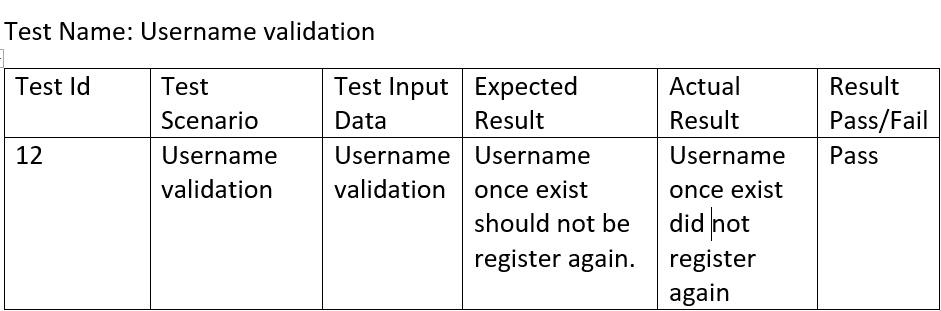 Test Name: Username validation
Test Id
Test
Scenario
Test Input
Data
Expected
Result
Actual
Result
Result
Pass/Fail
12
Username
validation
Username
validation
Username
once exist
should not be
register again.
Username
once exist
did not
register
again
Pass